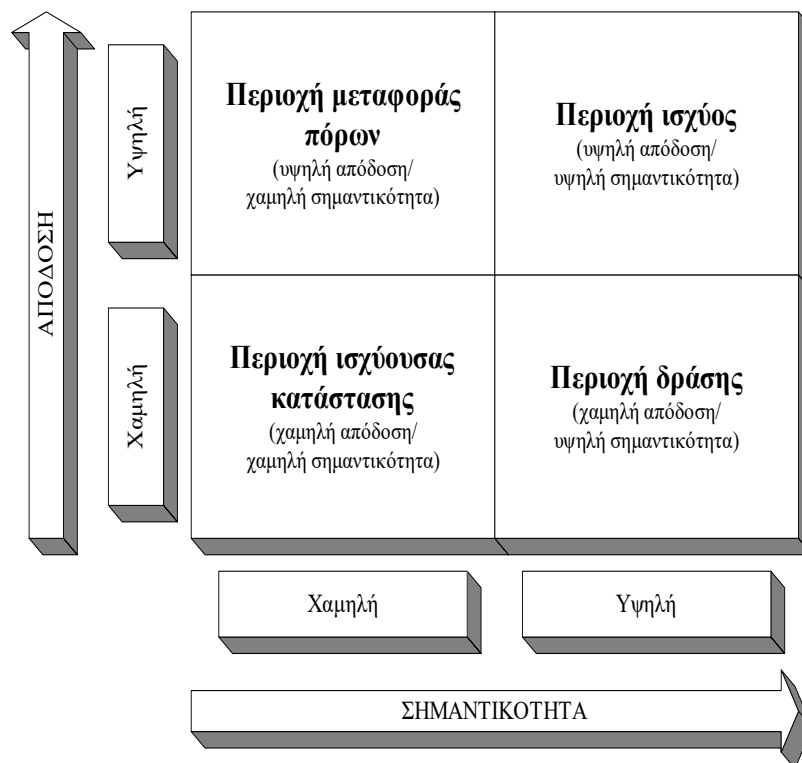 ΑΠΟΔΟΣΗ
Υψηλή
Περιοχή μεταφοράς
πόρων
(υψηλή απόδοση/
χαμηλή σημαντικότητα)
Περιοχή ισχύος
(υψηλή απόδοση/
υψηλή σημαντικότητα)
Χαμηλή
Περιοχή ισχύουσας
κατάστασης
(χαμηλή απόδοση/
χαμηλή σημαντικότητα)
Περιοχή δράσης
(χαμηλή απόδοση/
υψηλή σημαντικότητα)
Χαμηλή
Υψηλή
ΣΗΜΑΝΤΙΚΟΤΗΤΑ